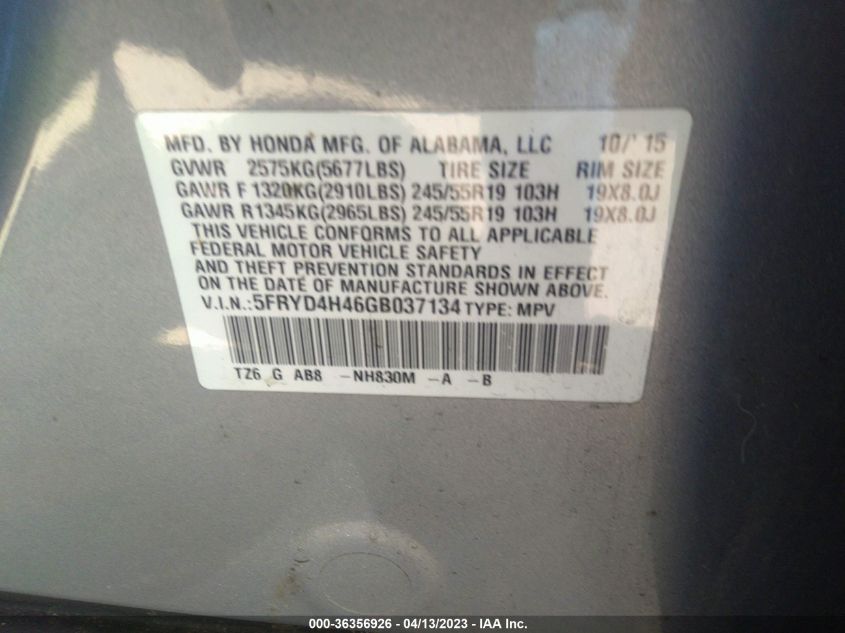 MFD. BY HONDA MFG. OF ALABAMA, LLC 10/'15
GVWR 2575KG(5677LBS) TIRE SIZE RIM SIZE
GAWR F 1320KG(2910LBS) 245/55R19 103H 19X8.0J
GAWR R1345KG(2965LBS) 245/55R19 103H 19X8.0J
THIS VEHICLE CONFORMS TO ALL APPLICABLE
FEDERAL MOTOR VEHICLE SAFETY
AND THEFT PREVENTION STANDARDS IN EFFECT
ON THE DATE OF MANUFACTURE SHOWN ABOVE.
V.I.N.:5FRYD4H46GB037134 TYPE: MPV
TZ6 G AB8 -NH830M -A -B
000-36356926 - 04/13/2023 - IAA Inc.